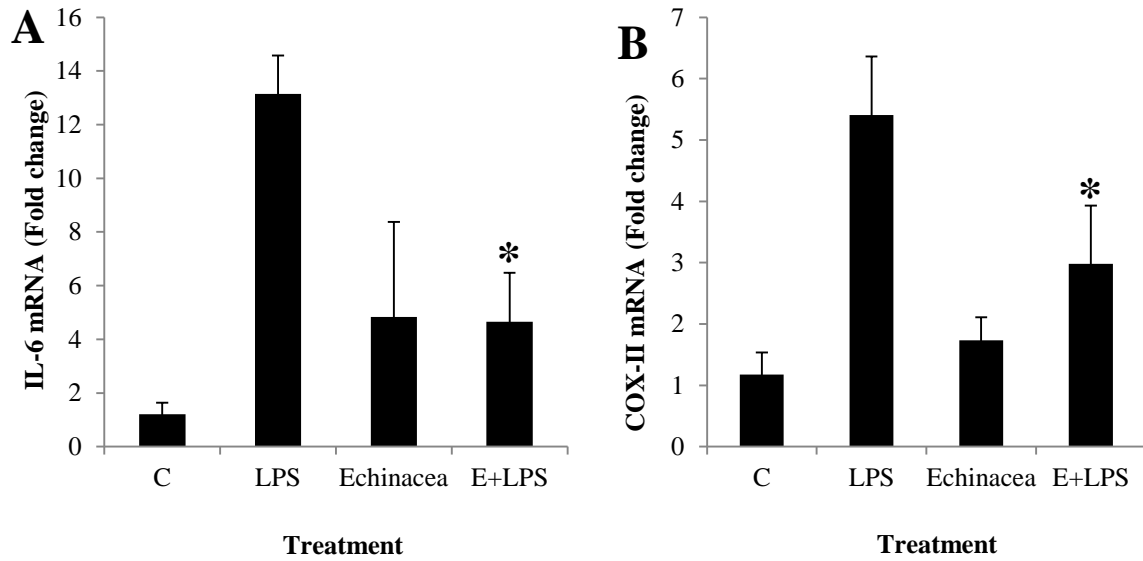 A
IL-6 mRNA (Fold change)
16
14
12
10
8
6
4
2
0
C LPS Echinacea E+LPS
*
Treatment
B
COX-II mRNA (Fold change)
7
6
5
4
3
2
1
0
C LPS Echinacea E+LPS
*
Treatment